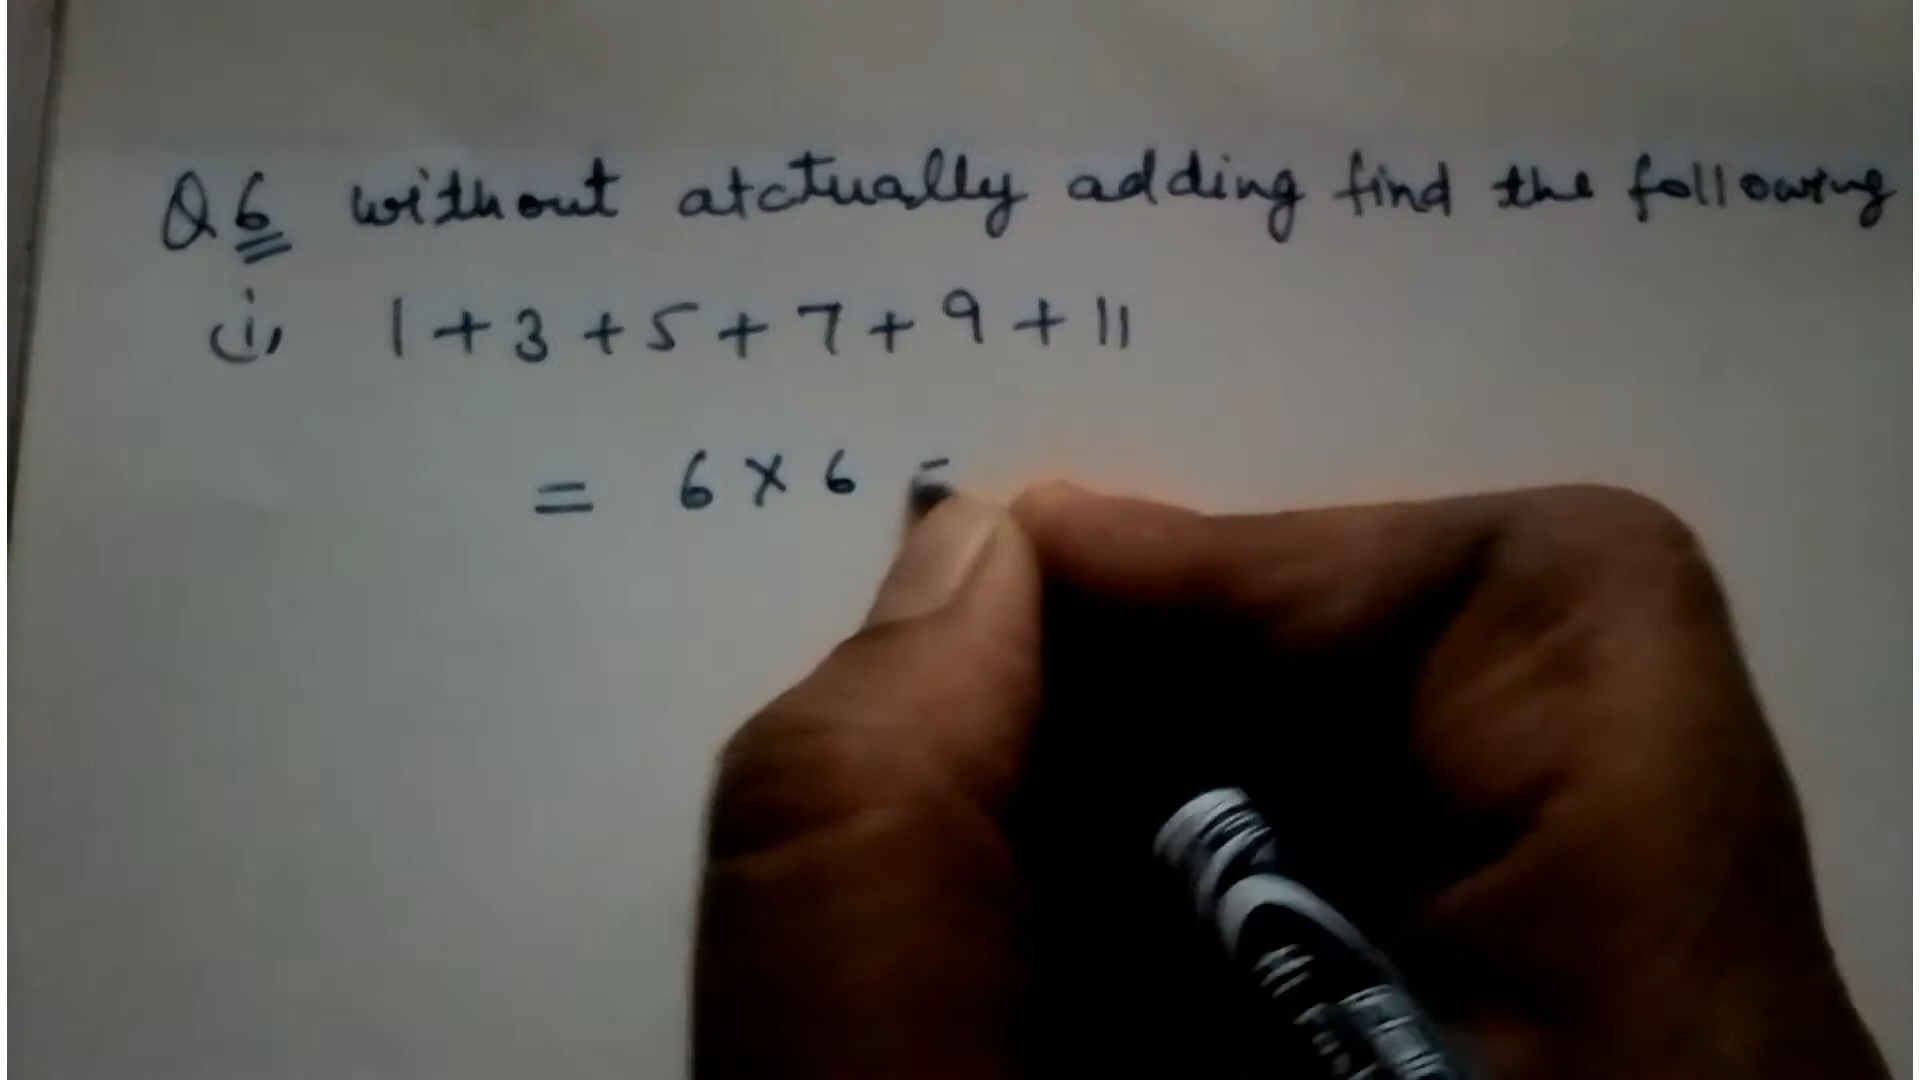 Q6 without atctually adding find the following
(i) 1 + 3 + 5 + 7 + 9 + 11
= 6 × 6 =